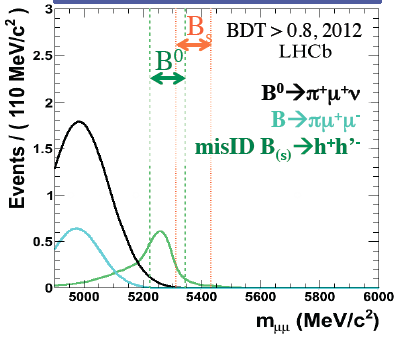 3
2.5
2
1.5
1
0.5
0
Events / ( 110 MeV/c²)
B⁰
Bₛ
BDT > 0.8, 2012
LHCb
B⁰→π⁺μ⁺ν
B→πμ⁺μ⁻
misID B₍ₛ₎→h⁺h’⁻
5000 5200 5400 5600 5800 6000
m_μμ (MeV/c²)